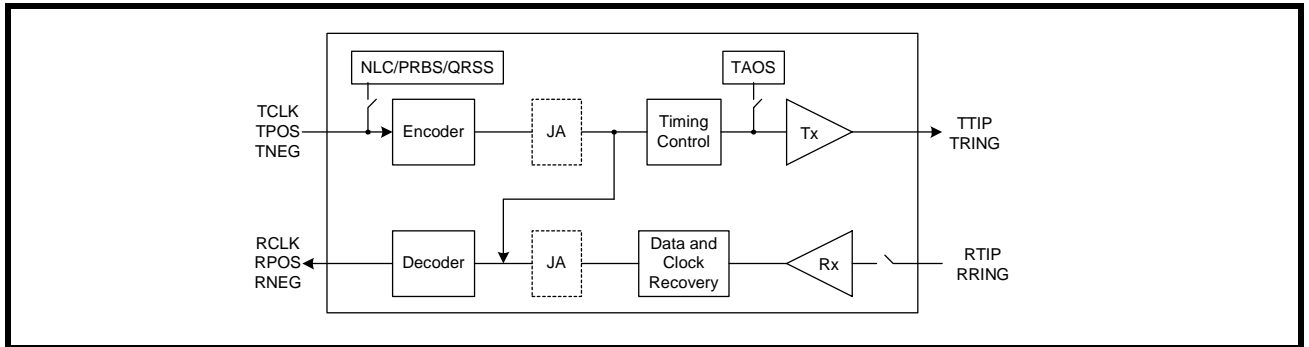 NLC/PRBS/QRSS
TAOS
TCLK
TPOS
TNEG
Encoder
JA
Timing
Control
Tx
TTIP
TRING
RCLK
RPOS
RNEG
Decoder
JA
Data and
Clock
Recovery
Rx
RTIP
RRING